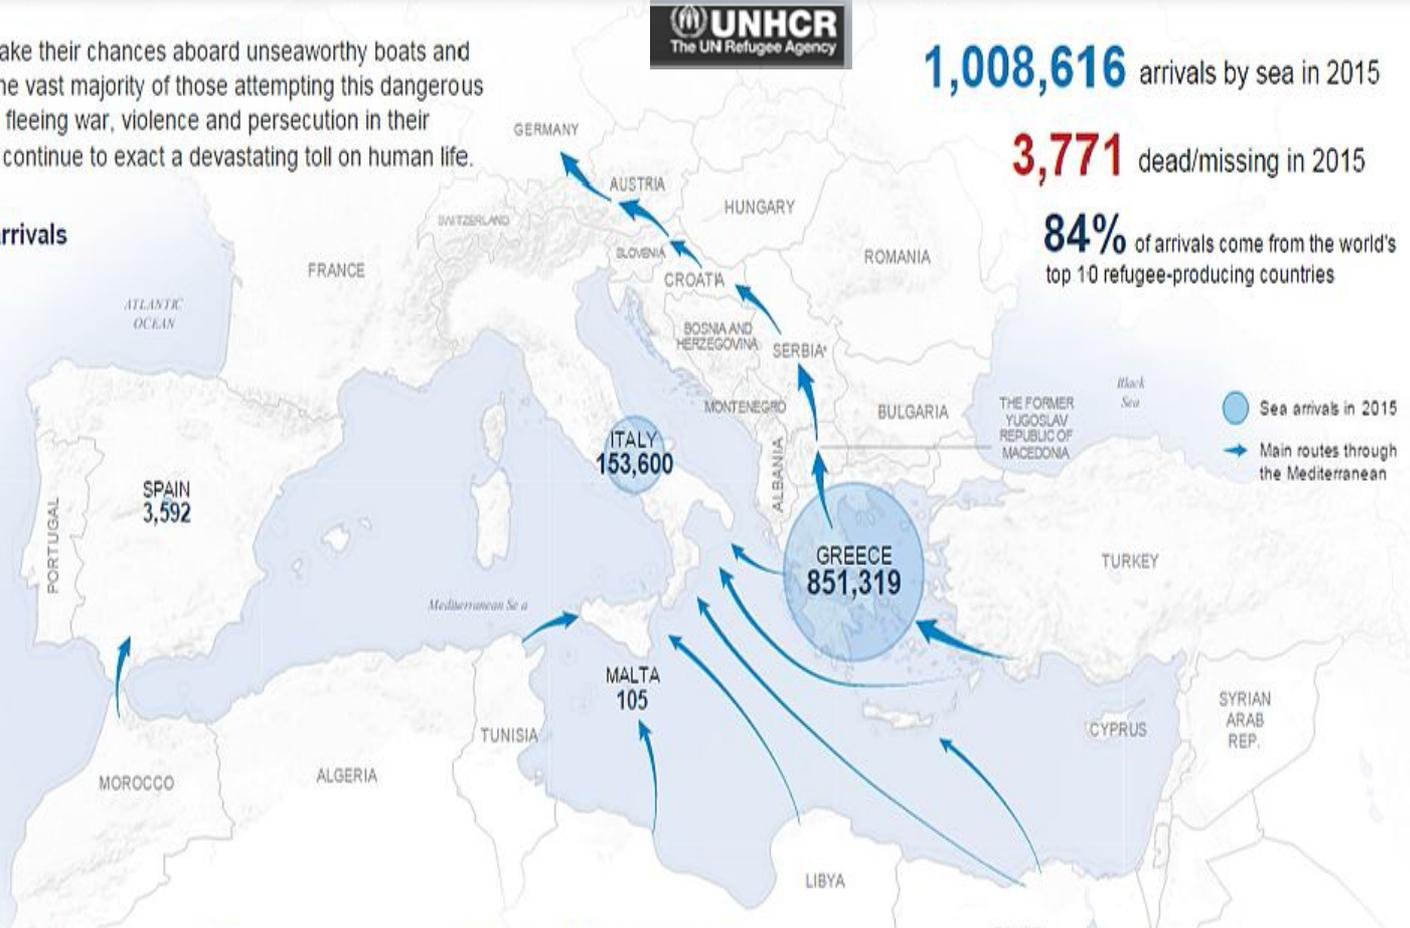 UNHCR
The UN Refugee Agency
ake their chances aboard unseaworthy boats and
he vast majority of those attempting this dangerous
fleeing war, violence and persecution in their
continue to exact a devastating toll on human life.
rrivals
1,008,616 arrivals by sea in 2015
3,771 dead/missing in 2015
84% of arrivals come from the world's
top 10 refugee-producing countries
GERMANY
AUSTRIA
HUNGARY
SWITZERLAND
SLOVENIA
ROMANIA
FRANCE
CROATIA
ATLANTIC
OCEAN
BOSNIA AND
HERZEGOVINA
SERBIA*
MONTENEGRO
BULGARIA
THE FORMER
YUGOSLAV
REPUBLIC OF
MACEDONIA
Black
Sea
Sea arrivals in 2015
Main routes through
the Mediterranean
ITALY
153,600
ALBANIA
SPAIN
3,592
PORTUGAL
GREECE
851,319
TURKEY
Mediterranean Sea
MALTA
105
SYRIAN
ARAB
REP.
CYPRUS
TUNISIA
ALGERIA
MOROCCO
LIBYA